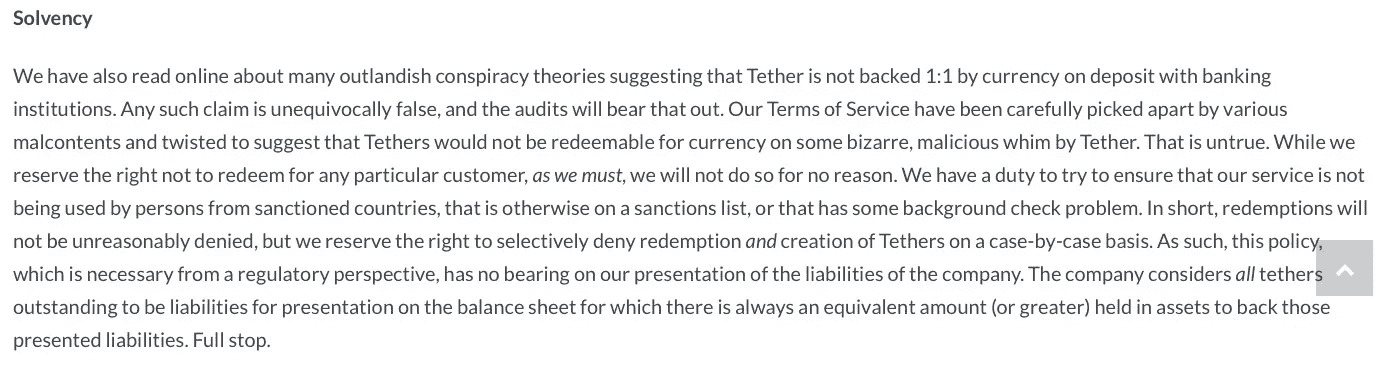 Solvency
We have also read online about many outlandish conspiracy theories suggesting that Tether is not backed 1:1 by currency on deposit with banking
institutions. Any such claim is unequivocally false, and the audits will bear that out. Our Terms of Service have been carefully picked apart by various
malcontents and twisted to suggest that Tethers would not be redeemable for currency on some bizarre, malicious whim by Tether. That is untrue. While we
reserve the right not to redeem for any particular customer, as we must, we will not do so for no reason. We have a duty to try to ensure that our service is not
being used by persons from sanctioned countries, that is otherwise on a sanctions list, or that has some background check problem. In short, redemptions will
not be unreasonably denied, but we reserve the right to selectively deny redemption and creation of Tethers on a case-by-case basis. As such, this policy,
which is necessary from a regulatory perspective, has no bearing on our presentation of the liabilities of the company. The company considers all tethers
outstanding to be liabilities for presentation on the balance sheet for which there is always an equivalent amount (or greater) held in assets to back those
presented liabilities. Full stop.